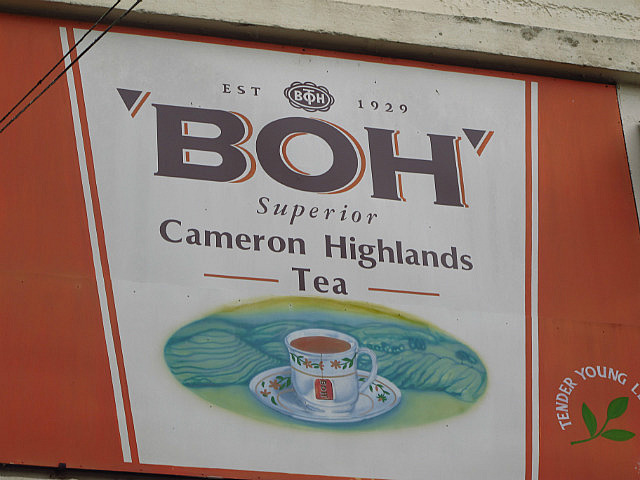 EST BOH 1929
'BOH'
Superior
Cameron Highlands
Tea
TENDER YOUNG